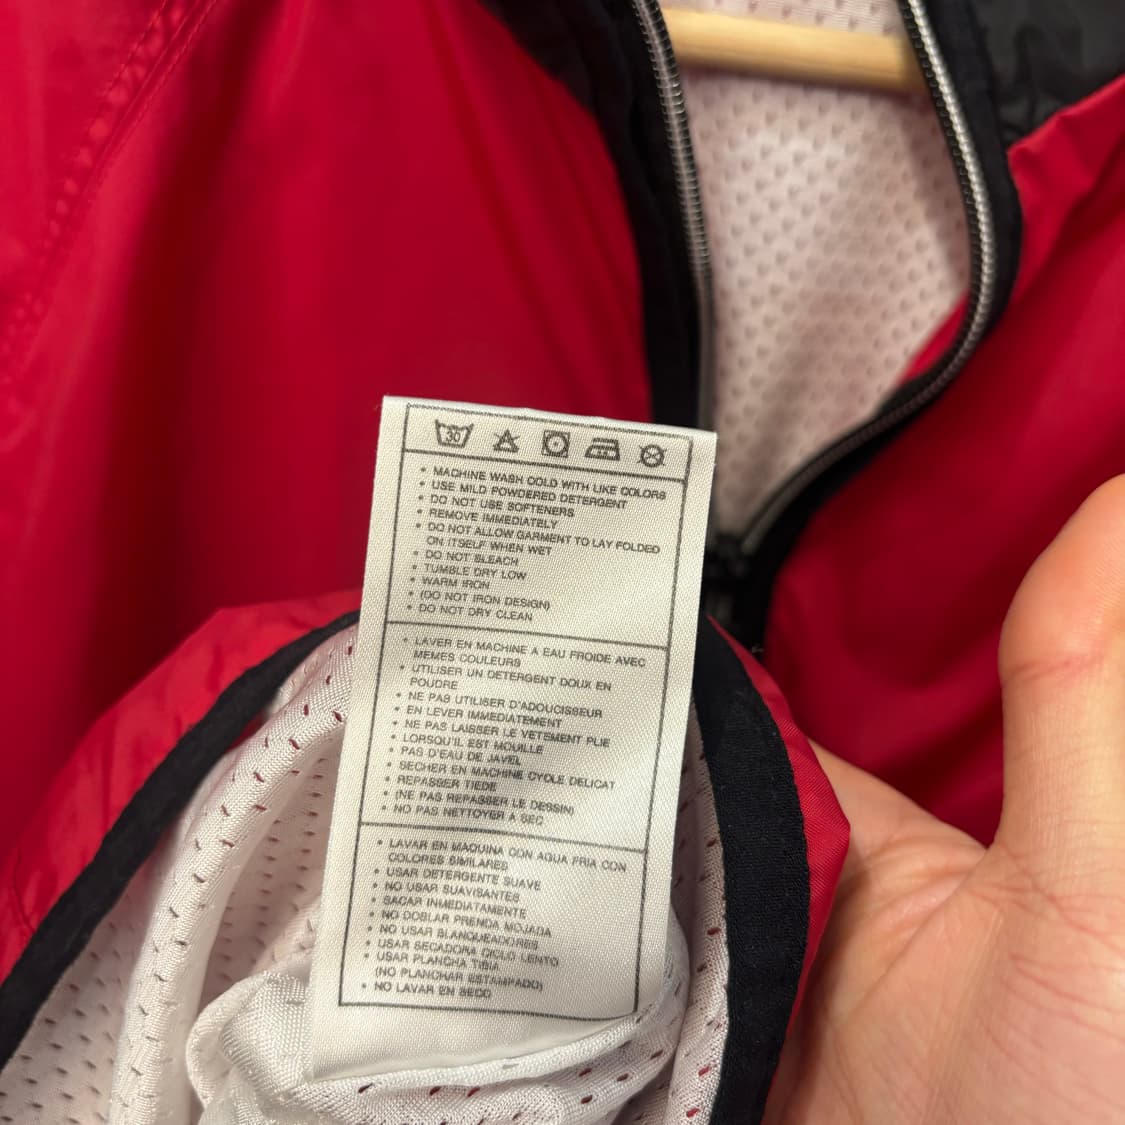 30
• MACHINE WASH COLD WITH LIKE COLORS
• USE MILD POWDERED DETERGENT
• DO NOT USE SOFTENERS
• REMOVE IMMEDIATELY
• DO NOT ALLOW GARMENT TO LAY FOLDED
ON ITSELF WHEN WET
• DO NOT BLEACH
• TUMBLE DRY LOW
• WARM IRON
• (DO NOT IRON DESIGN)
• DO NOT DRY CLEAN
• LAVER EN MACHINE A EAU FROIDE AVEC
MEMES COULEURS
• UTILISER UN DETERGENT DOUX EN
POUDRE
• NE PAS UTILISER D'ADOUCISSEUR
• EN LEVER IMMEDIATEMENT
• NE PAS LAISSER LE VETEMENT PLIE
• LORSQU'IL EST MOUILLE
• PAS D'EAU DE JAVEL
• SECHER EN MACHINE CYCLE DELICAT
• REPASSER TIEDE
• (NE PAS REPASSER LE DESSIN)
• NO PAS NETTOYER A SEC
• LAVAR EN MAQUINA CON AGUA FRIA CON
COLORES SIMILARES
• USAR DETERGENTE SUAVE
• NO USAR SUAVISANTES
• SACAR INMEDIATAMENTE
• NO DOBLAR PRENDA MOJADA
• NO USAR BLANQUEADORES
• USAR SECADORA CICLO LENTO
• USAR PLANCHA TIBIA
(NO PLANCHAR ESTAMPADO)
• NO LAVAR EN SECO